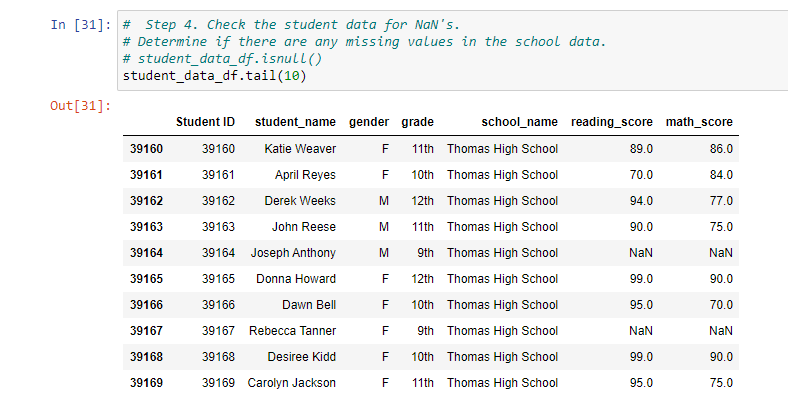 In [31]: #  Step 4. Check the student data for NaN's.
# Determine if there are any missing values in the school data.
# student_data_df.isnull()
student_data_df.tail(10)
Out[31]:
Student ID student_name gender grade school_name reading_score math_score
39160 39160 Katie Weaver F 11th Thomas High School 89.0 86.0
39161 39161 April Reyes F 10th Thomas High School 70.0 84.0
39162 39162 Derek Weeks M 12th Thomas High School 94.0 77.0
39163 39163 John Reese M 11th Thomas High School 90.0 75.0
39164 39164 Joseph Anthony M 9th Thomas High School NaN NaN
39165 39165 Donna Howard F 12th Thomas High School 99.0 90.0
39166 39166 Dawn Bell F 10th Thomas High School 95.0 70.0
39167 39167 Rebecca Tanner F 9th Thomas High School NaN NaN
39168 39168 Desiree Kidd F 10th Thomas High School 99.0 90.0
39169 39169 Carolyn Jackson F 11th Thomas High School 95.0 75.0